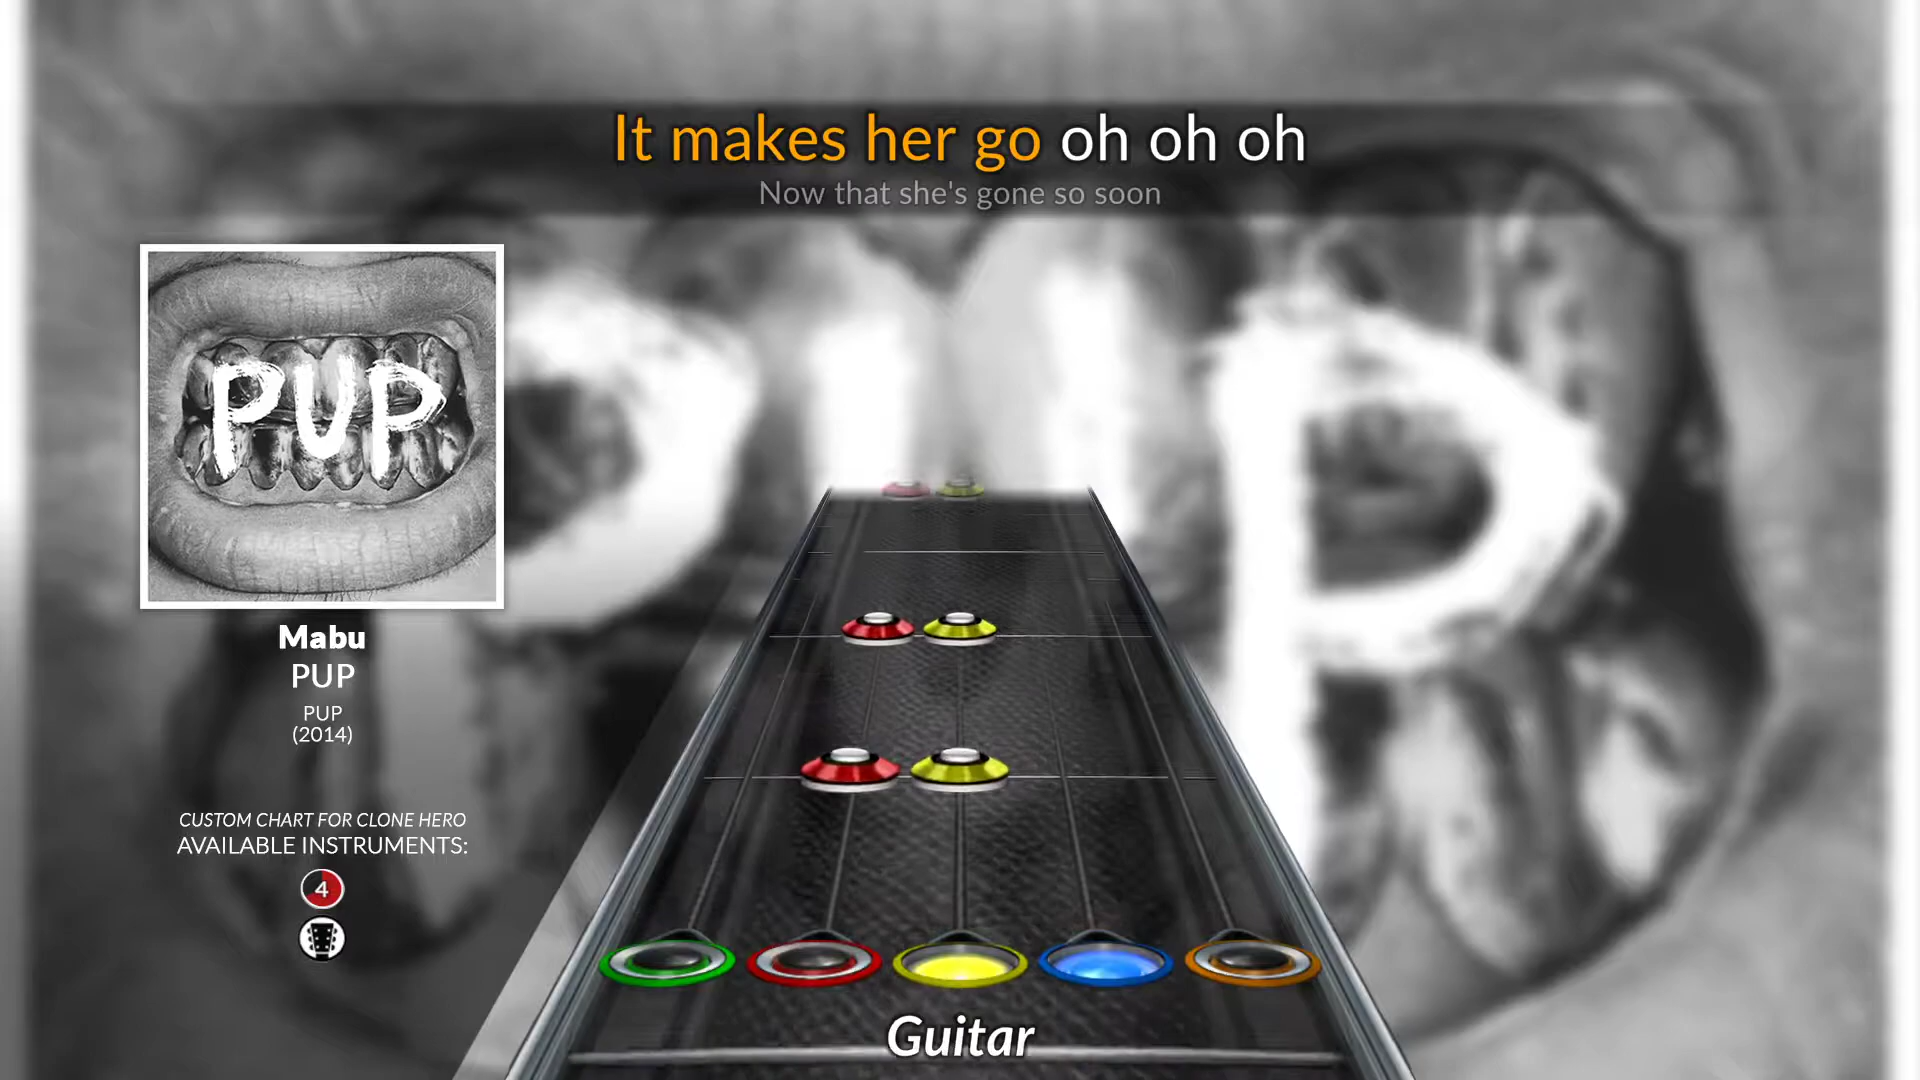 It makes her go oh oh oh
Now that she's gone so soon
PUP
Mabu
PUP
PUP
(2014)
CUSTOM CHART FOR CLONE HERO
AVAILABLE INSTRUMENTS:
4
Guitar